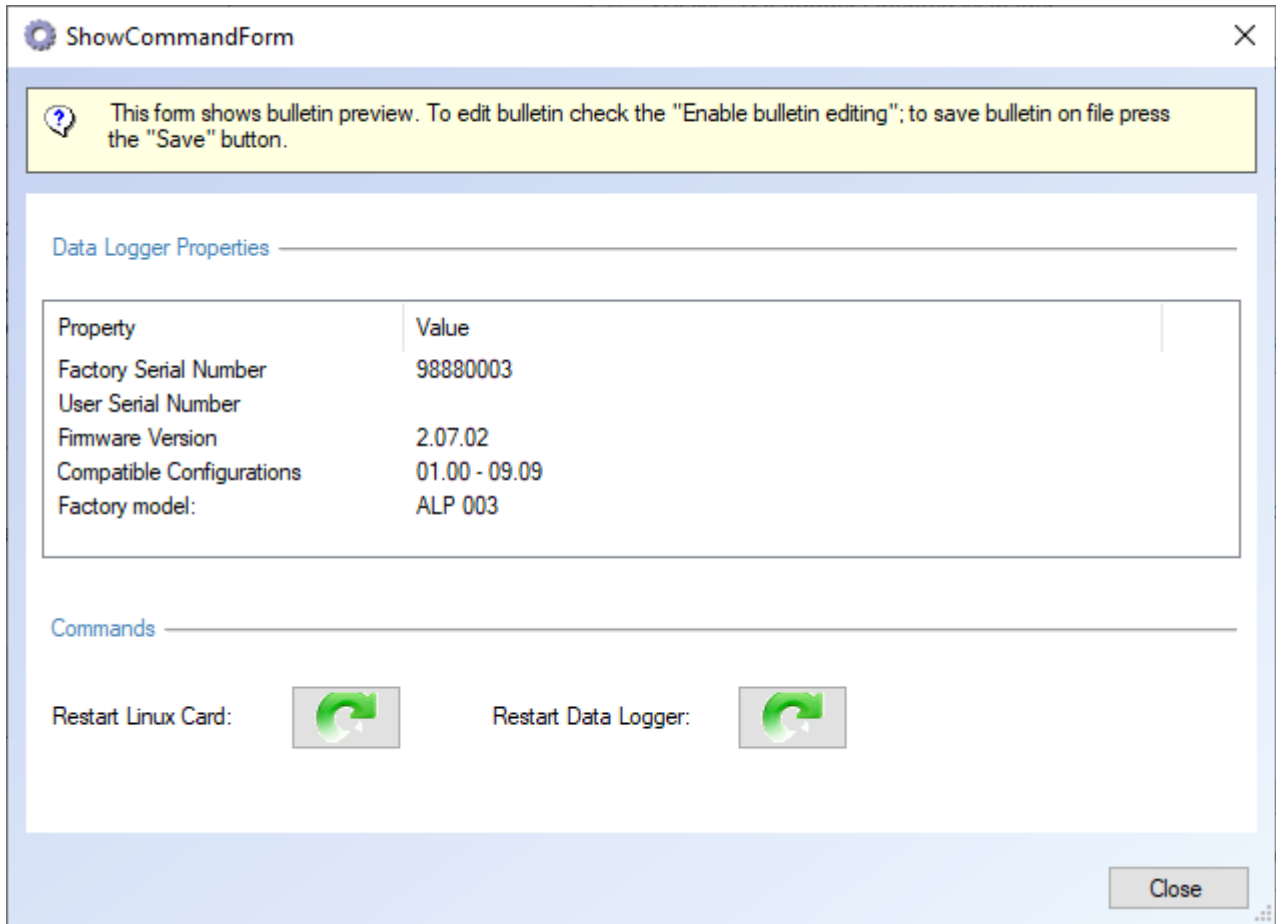 ShowCommandForm
This form shows bulletin preview. To edit bulletin check the "Enable bulletin editing"; to save bulletin on file press
the "Save" button.
Data Logger Properties
Property Value
Factory Serial Number 98880003
User Serial Number
Firmware Version 2.07.02
Compatible Configurations 01.00 - 09.09
Factory model: ALP 003
Commands
Restart Linux Card: Restart Data Logger:
Close